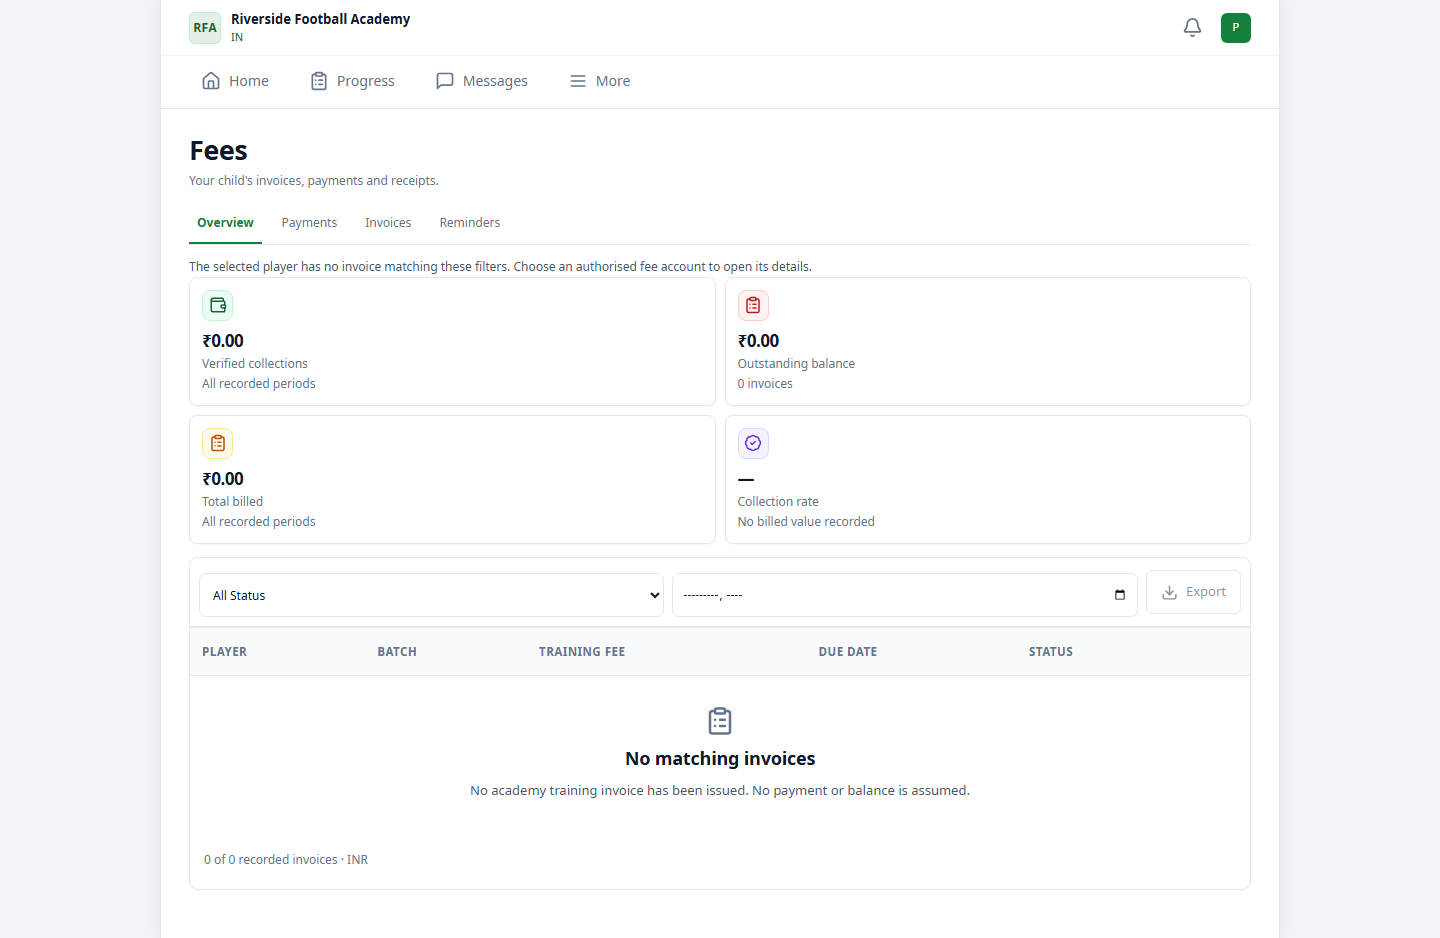 RFA
Riverside Football Academy
IN
P
Home
Progress
Messages
More
Fees
Your child's invoices, payments and receipts.
Overview
Payments
Invoices
Reminders
The selected player has no invoice matching these filters. Choose an authorised fee account to open its details.
₹0.00
Verified collections
All recorded periods
₹0.00
Outstanding balance
0 invoices
₹0.00
Total billed
All recorded periods
—
Collection rate
No billed value recorded
All Status
---------, ----
Export
PLAYER
BATCH
TRAINING FEE
DUE DATE
STATUS
No matching invoices
No academy training invoice has been issued. No payment or balance is assumed.
0 of 0 recorded invoices · INR